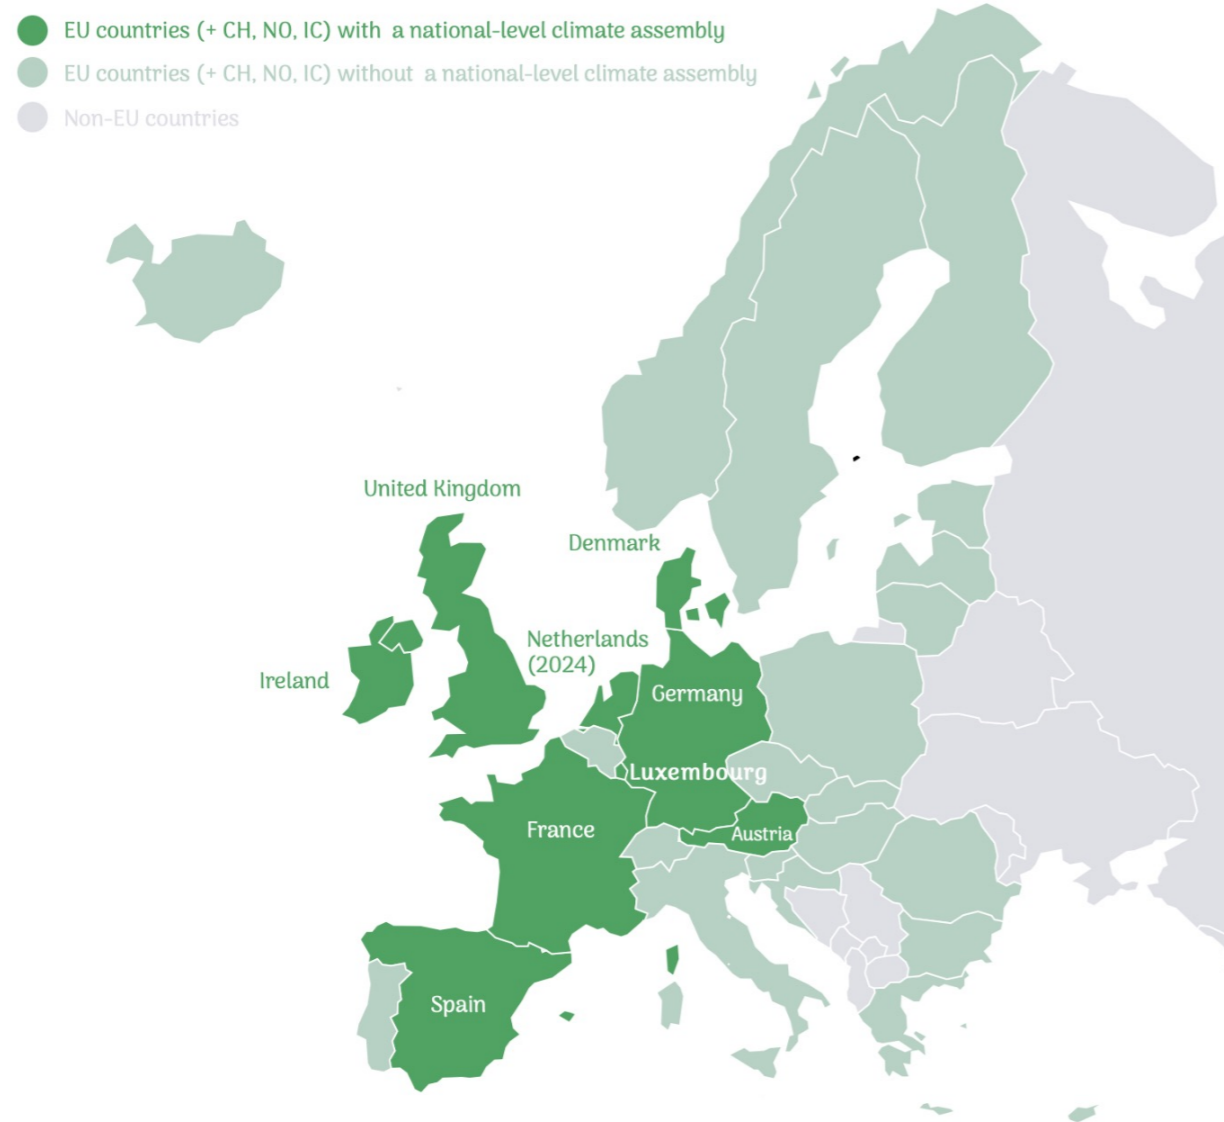 EU countries (+ CH, NO, IC) with a national-level climate assembly
EU countries (+ CH, NO, IC) without a national-level climate assembly
Non-EU countries
United Kingdom
Denmark
Netherlands
(2024)
Ireland
Germany
Luxembourg
France
Austria
Spain